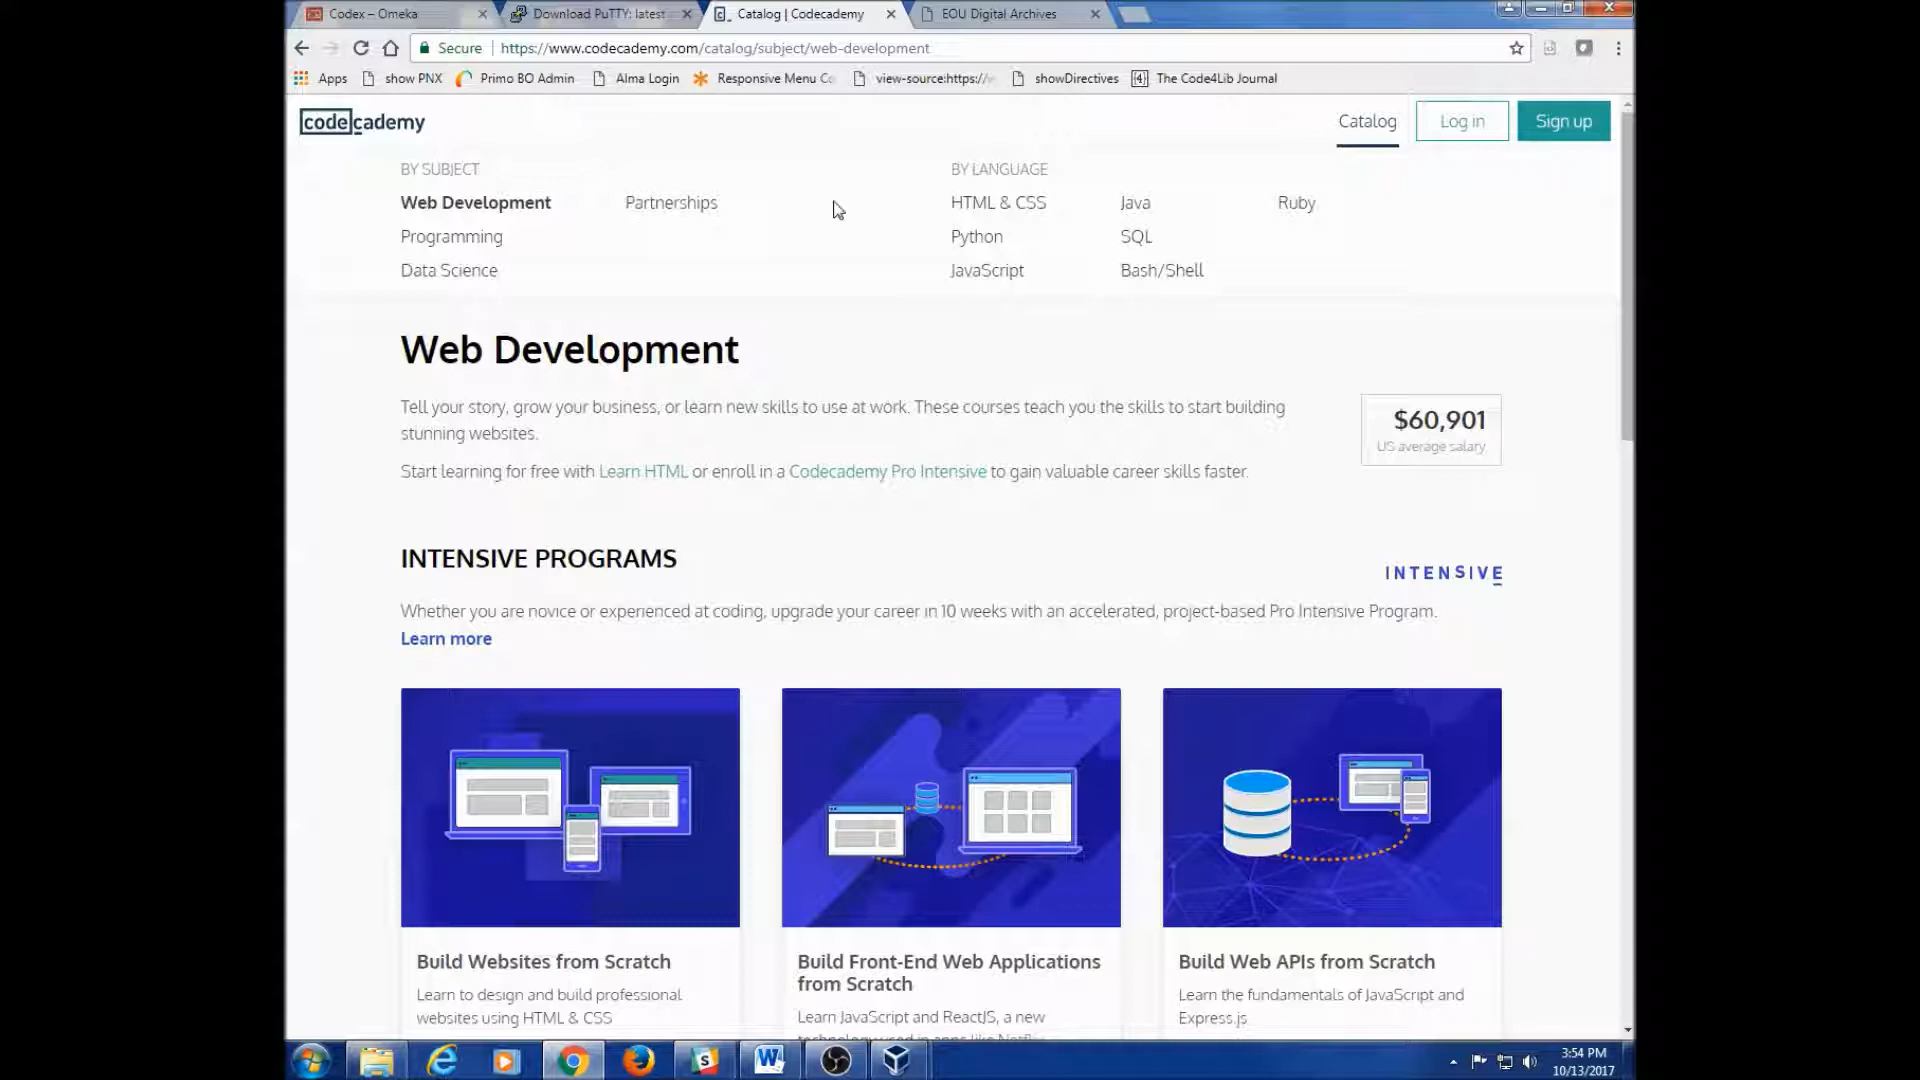 Codex – Omeka
Download PuTTY: latest
Catalog | Codecademy
EOU Digital Archives
Secure
https://www.codecademy.com/catalog/subject/web-development
Apps
show PNX
Primo BO Admin
Alma Login
Responsive Menu Co
view-source:https://
showDirectives
{4}
The Code4Lib Journal
codecademy
Catalog
Log in
Sign up
BY SUBJECT
BY LANGUAGE
Web Development
Partnerships
HTML & CSS
Java
Ruby
Programming
Python
SQL
Data Science
JavaScript
Bash/Shell
Web Development
Tell your story, grow your business, or learn new skills to use at work. These courses teach you the skills to start building
stunning websites.
$60,901
US average salary
Start learning for free with Learn HTML or enroll in a Codecademy Pro Intensive to gain valuable career skills faster.
INTENSIVE PROGRAMS
INTENSIVE
Whether you are novice or experienced at coding, upgrade your career in 10 weeks with an accelerated, project-based Pro Intensive Program.
Learn more
Build Websites from Scratch
Learn to design and build professional
websites using HTML & CSS
Build Front-End Web Applications
from Scratch
Learn JavaScript and ReactJS, a new
technology used in apps like Netflix
Build Web APIs from Scratch
Learn the fundamentals of JavaScript and
Express.js
3:54 PM
10/13/2017